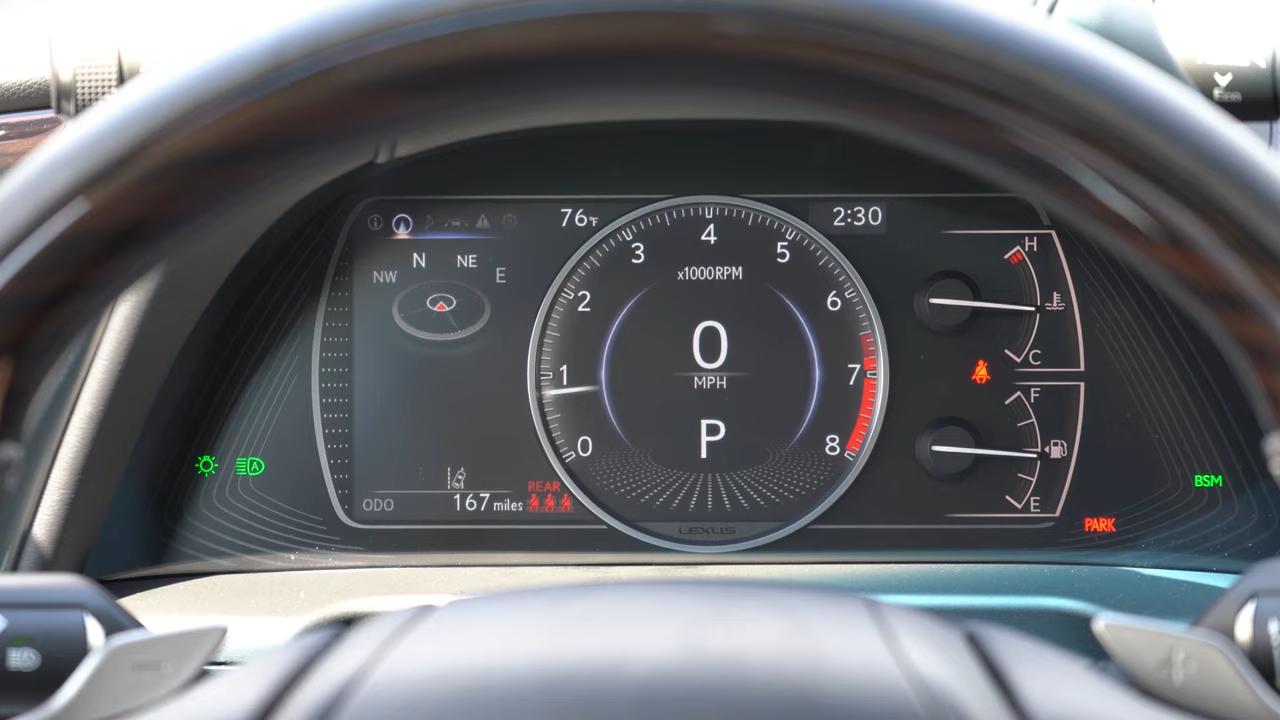 76°F
2:30
N
NE
NW
E
4
3
5
x1000RPM
2
6
0
MPH
1
7
P
0
8
H
C
F
E
A
BSM
REAR
ODO 167 miles
PARK
LEXUS